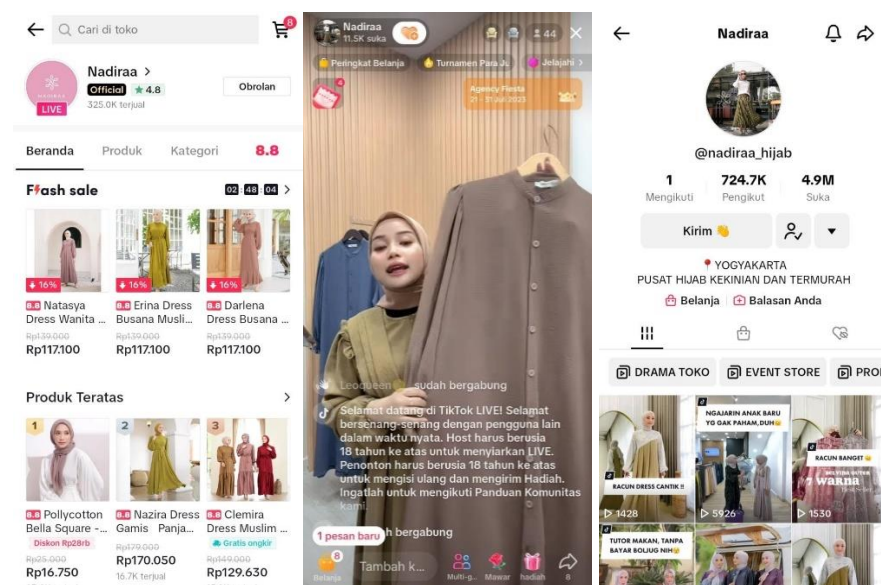 Cari di toko
8
Nadiraa >
Official ★ 4.8
325.0K terjual
LIVE
Obrolan
Beranda Produk Kategori 8.8
Flash sale
02 : 48 : 04 >
16% 16% 16%
8.8 Natasya
Dress Wanita ...
Rp139.000
Rp117.100
8.8 Erina Dress
Busana Musli...
Rp139.000
Rp117.100
8.8 Darlena
Dress Busana ...
Rp139.000
Rp117.100
Produk Teratas >
1 2 3
8.8 Pollycotton
Bella Square -...
Diskon Rp28rb
Rp25.000
Rp16.750
8.8 Nazira Dress
Gamis Panja...
Rp179.000
Rp170.050
16.7K terjual
8.8 Clemira
Dress Muslim ...
Gratis ongkir
Rp149.000
Rp129.630
Nadiraa
11.5K suka
44
Peringkat Belanja
Turnamen Para Ju.
Jelajahi >
4
Agency Fiesta
21 - 31 Jul 2023
Leoqueen sudah bergabung
Selamat datang di TikTok LIVE! Selamat
bersenang-senang dengan pengguna lain
dalam waktu nyata. Host harus berusia
18 tahun ke atas untuk menyiarkan LIVE.
Penonton harus berusia 18 tahun ke atas
untuk mengisi ulang dan mengirim Hadiah.
Ingatlah untuk mengikuti Panduan Komunitas
kami.
1 pesan baru
h bergabung
8
Belanja
Tambah k...
Multi-g...
Mawar
hadiah
8
Nadiraa
@nadiraa_hijab
1 724.7K 4.9M
Mengikuti Pengikut Suka
Kirim 👋
📍 YOGYAKARTA
PUSAT HIJAB KEKINIAN DAN TERMURAH
Belanja Balasan Anda
DRAMA TOKO
EVENT STORE
PRO
RACUN DRESS CANTIK !!
1428
NGAJARIN ANAK BARU
YG GAK PAHAM,DUH
5926
RACUN BANGET
7 WARNA
1530
TUTOR MAKAN, TANPA
BAYAR BOLJUG NIH